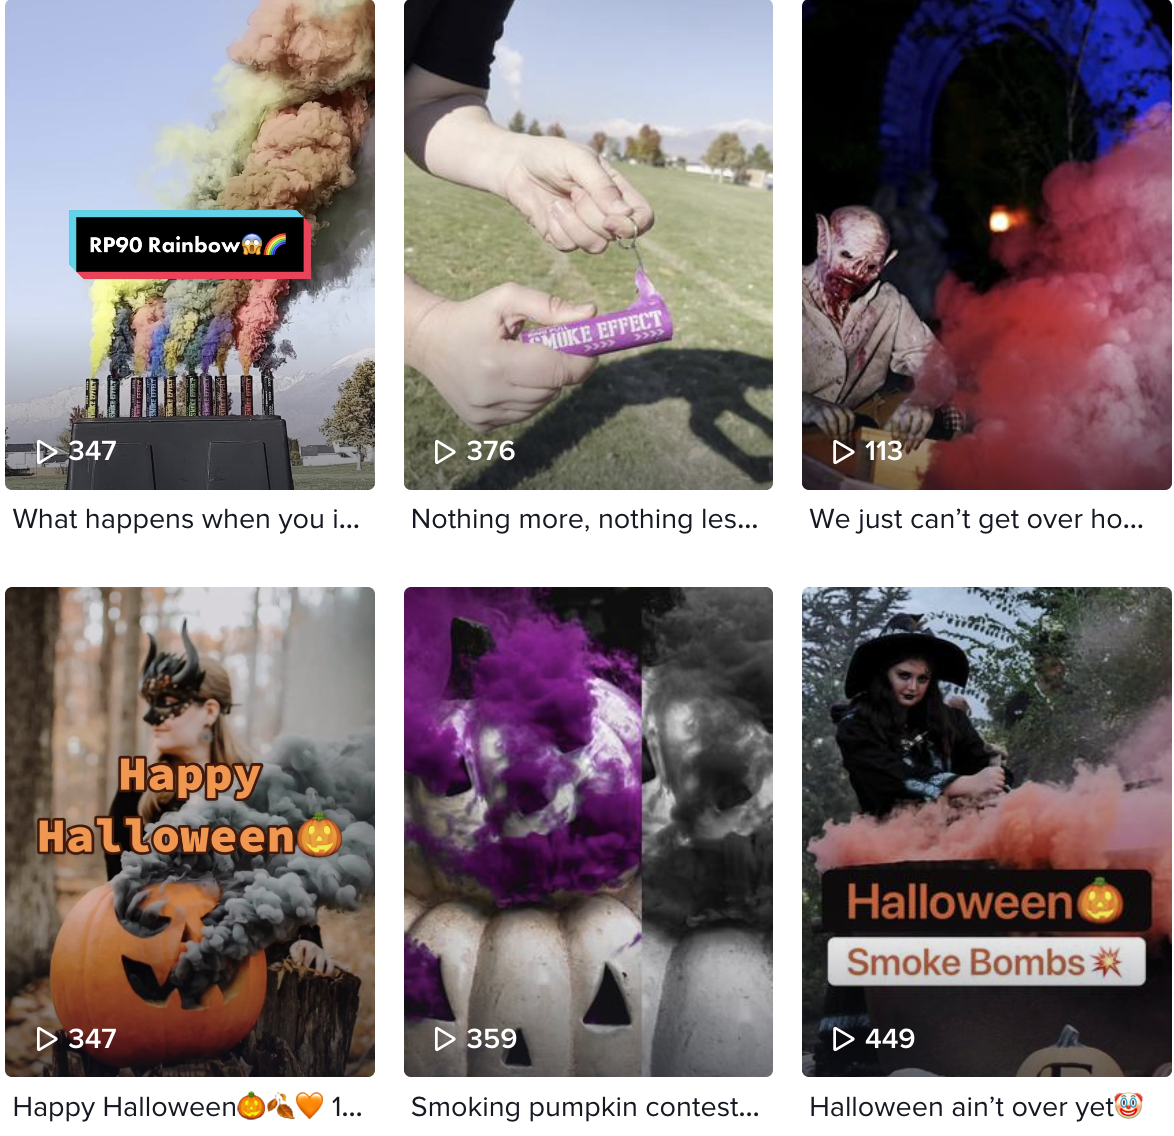 RP90 Rainbow😱🌈
SMOKE EFFECT
347
376
113
What happens when you i...
Nothing more, nothing les...
We just can't get over ho...
Happy
Halloween🎃
Halloween🎃
Smoke Bombs💥
347
359
449
Happy Halloween🎃🍂🧡 1...
Smoking pumpkin contest...
Halloween ain't over yet🤡